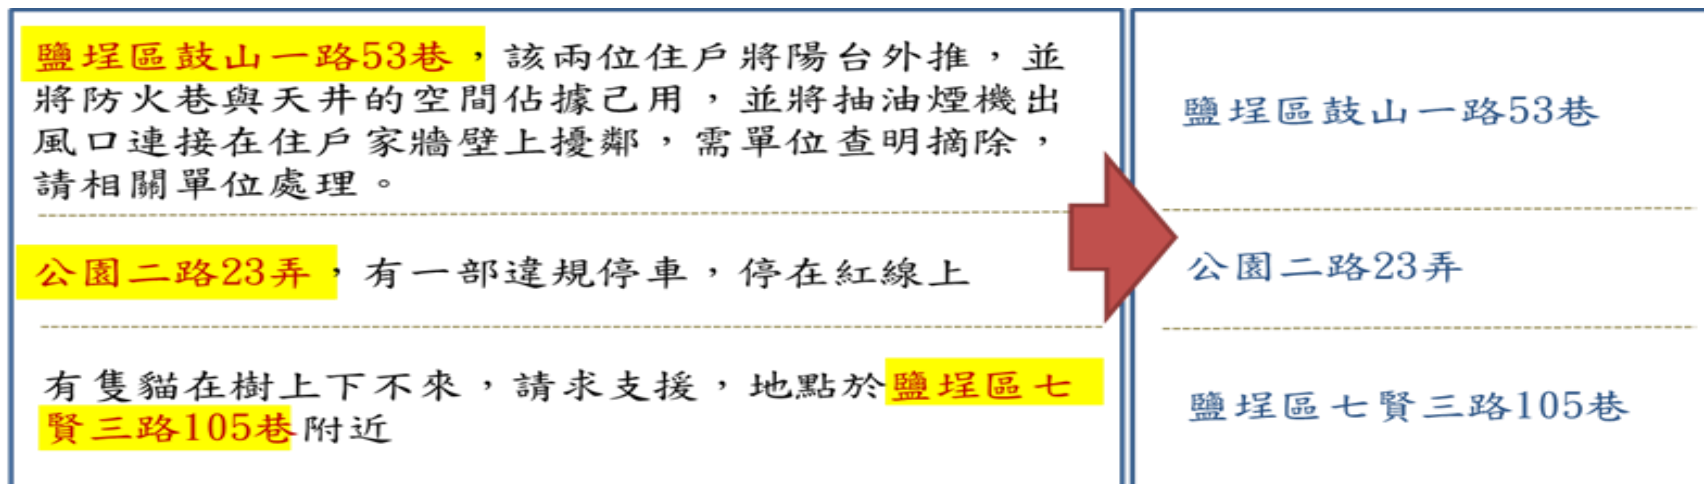 鹽埕區鼓山一路53巷，該兩位住戶將陽台外推，並
將防火巷與天井的空間佔據己用，並將抽油煙機出
風口連接在住戶家牆壁上擾鄰，需單位查明摘除，
請相關單位處理。
公園二路23弄，有一部違規停車，停在紅線上
有隻貓在樹上下不來，請求支援，地點於鹽埕區七
賢三路105巷附近
鹽埕區鼓山一路53巷
公園二路23弄
鹽埕區七賢三路105巷